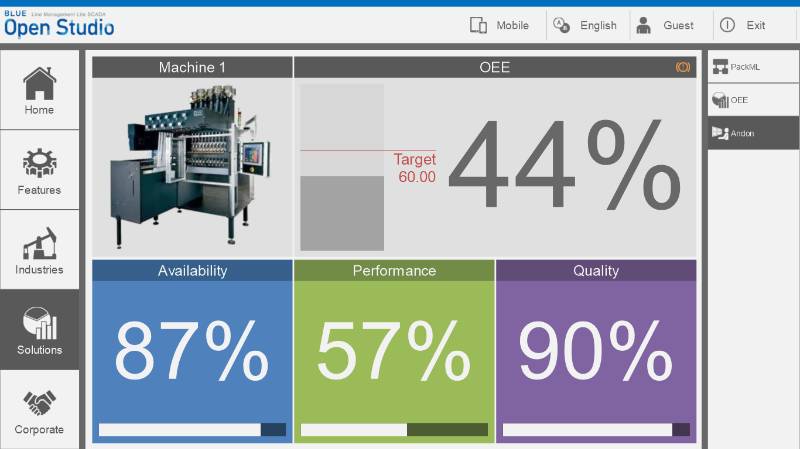 BLUE Line Management Lite SCADA
Open Studio
Mobile
English
Guest
Exit
Home
Features
Industries
Solutions
Corporate
Machine 1
OEE
Target
60.00
44%
Availability
87%
Performance
57%
Quality
90%
PackML
OEE
Andon